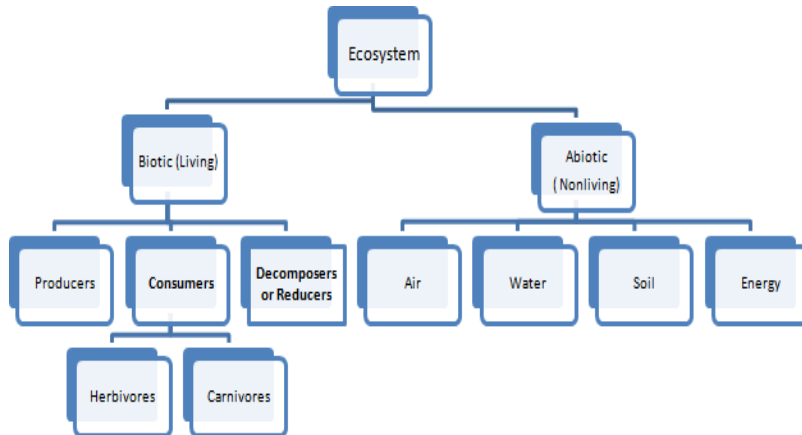 Ecosystem
Biotic (Living)
Abiotic
( Nonliving)
Producers
Consumers
Decomposers
or Reducers
Air
Water
Soil
Energy
Herbivores
Carnivores